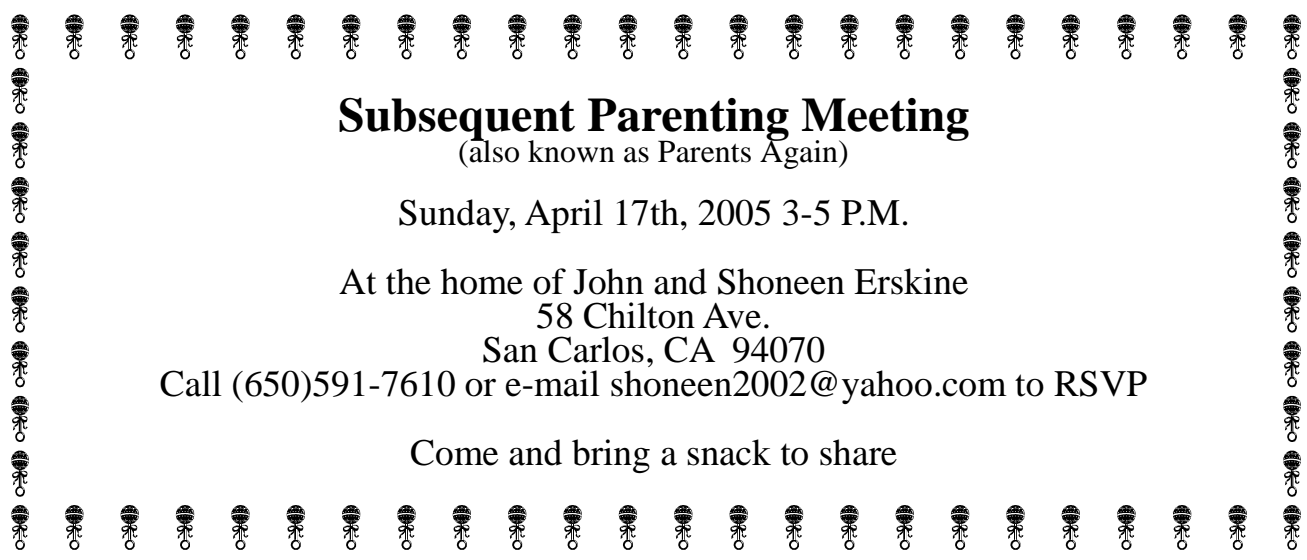 Subsequent Parenting Meeting
(also known as Parents Again)
Sunday, April 17th, 2005 3-5 P.M.
At the home of John and Shoneen Erskine
58 Chilton Ave.
San Carlos, CA  94070
Call (650)591-7610 or e-mail shoneen2002@yahoo.com to RSVP
Come and bring a snack to share